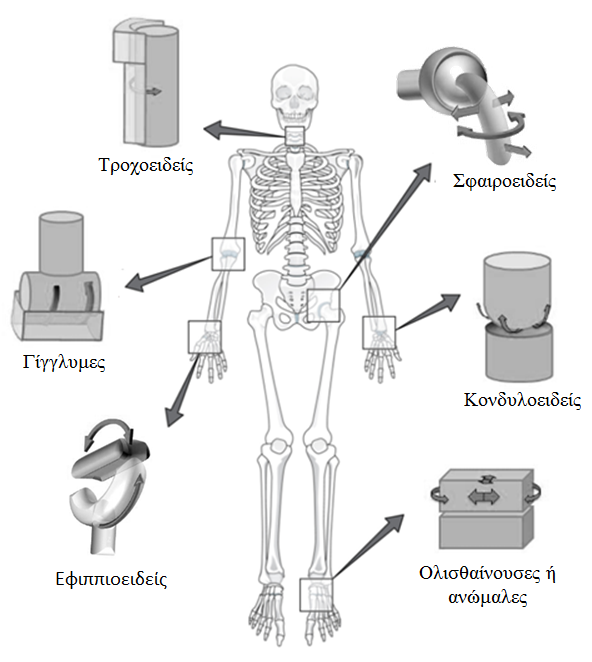 Τροχοειδείς
Σφαιροειδείς
Γίγγλυμες
Κονδυλοειδείς
Εφιππιοειδείς
Ολισθαίνουσες ή
ανώμαλες